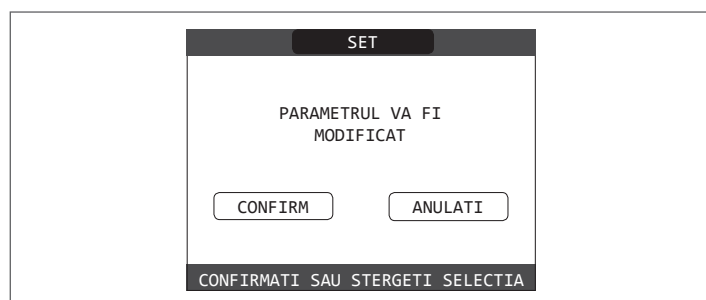 SET
PARAMETRUL VA FI
MODIFICAT
CONFIRM ANULATI
CONFIRMATI SAU STERGETI SELECTIA